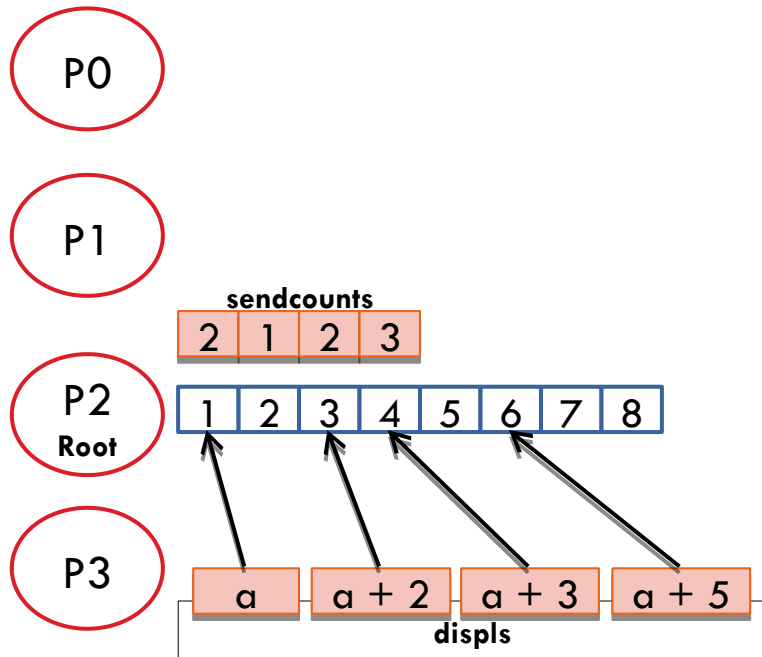 P0
P1
sendcounts
2 1 2 3
P2
Root
1 2 3 4 5 6 7 8
P3
a a + 2 a + 3 a + 5
displs